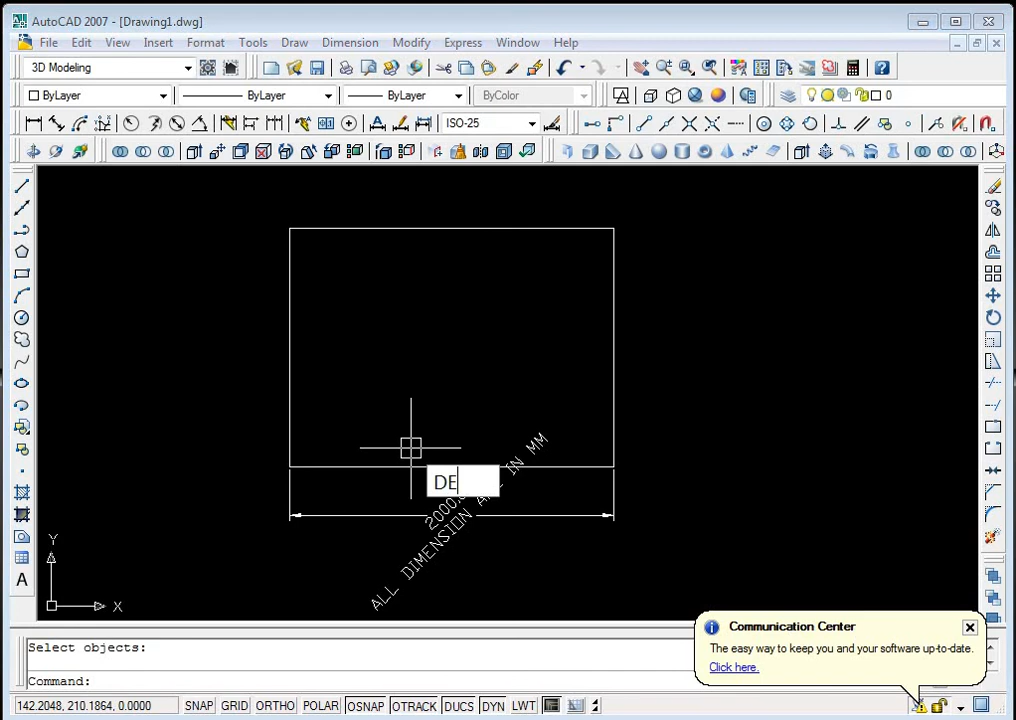 AutoCAD 2007 - [Drawing1.dwg]
File Edit View Insert Format Tools Draw Dimension Modify Express Window Help
3D Modeling
ByLayer ByLayer ByLayer ByColor 0
ISO-25
DE
2000.
ALL DIMENSION IN MM
Y
X
A
Communication Center
The easy way to keep you and your software up-to-date.
Click here.
Select objects:
Command:
142.2048, 210.1864, 0.0000 SNAP GRID ORTHO POLAR OSNAP OTRACK DUCS DYN LWT